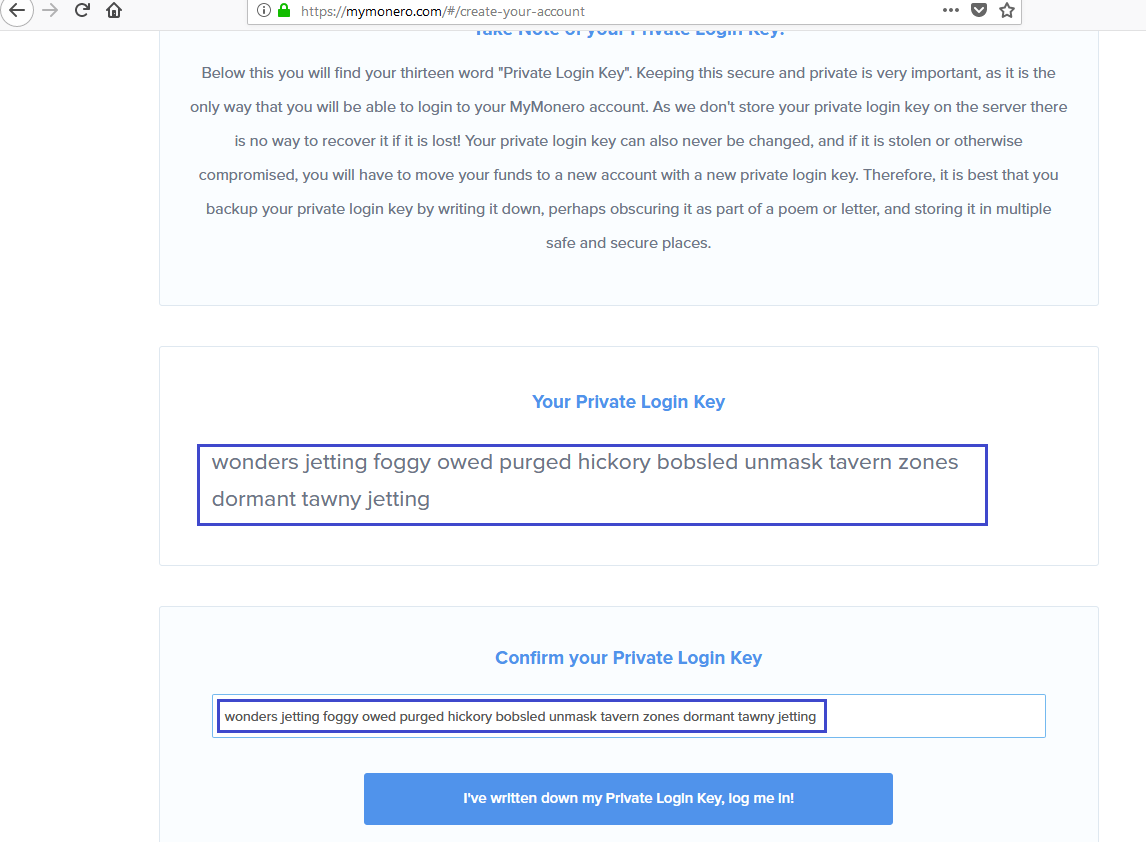 https://mymonero.com/#/create-your-account
Take Note of your Private Login Key!
Below this you will find your thirteen word "Private Login Key". Keeping this secure and private is very important, as it is the
only way that you will be able to login to your MyMonero account. As we don't store your private login key on the server there
is no way to recover it if it is lost! Your private login key can also never be changed, and if it is stolen or otherwise
compromised, you will have to move your funds to a new account with a new private login key. Therefore, it is best that you
backup your private login key by writing it down, perhaps obscuring it as part of a poem or letter, and storing it in multiple
safe and secure places.
Your Private Login Key
wonders jetting foggy owed purged hickory bobsled unmask tavern zones
dormant tawny jetting
Confirm your Private Login Key
wonders jetting foggy owed purged hickory bobsled unmask tavern zones dormant tawny jetting
I've written down my Private Login Key, log me in!